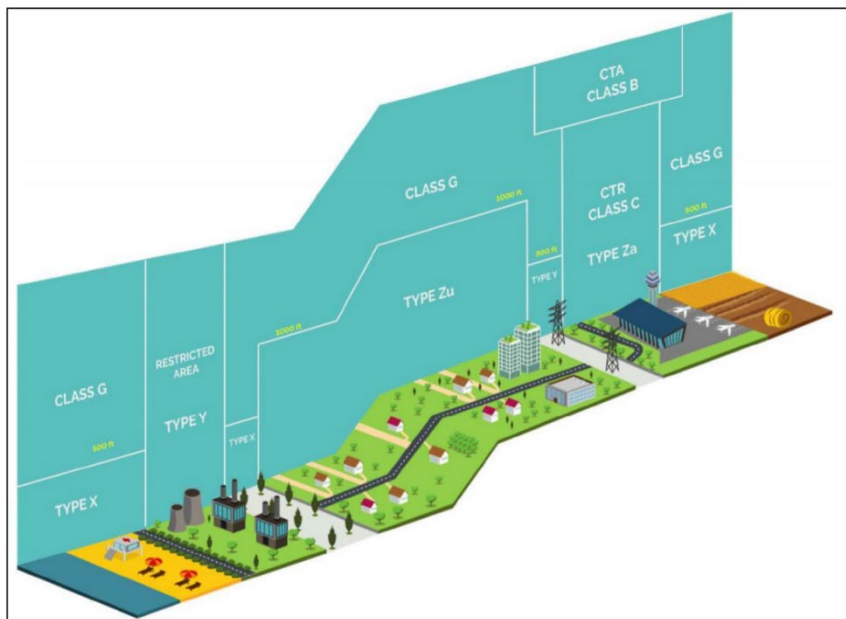 CTA
CLASS B
CLASS G
CLASS G
1000 ft
CTR
CLASS C
500 ft
500 ft
TYPE X
TYPE Y
TYPE Za
TYPE Zu
1000 ft
RESTRICTED
AREA
CLASS G
TYPE Y
TYPE X
500 ft
TYPE X